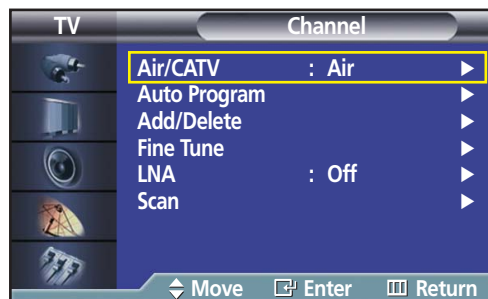 TV Channel
Air/CATV : Air
Auto Program
Add/Delete
Fine Tune
LNA : Off
Scan
Move Enter Return